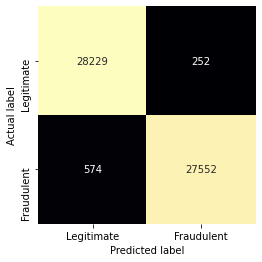 Actual label
Legitimate
28229 252
Fraudulent
574 27552
Legitimate Fraudulent
Predicted label